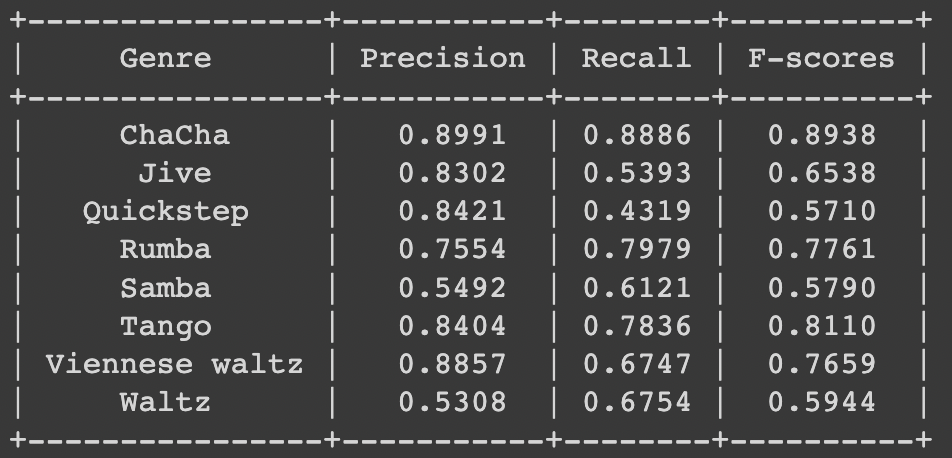 +----------------+-----------+--------+----------+
|     Genre      | Precision | Recall | F-scores |
+----------------+-----------+--------+----------+
|     ChaCha     |   0.8991  | 0.8886 |  0.8938  |
|      Jive      |   0.8302  | 0.5393 |  0.6538  |
|   Quickstep    |   0.8421  | 0.4319 |  0.5710  |
|     Rumba      |   0.7554  | 0.7979 |  0.7761  |
|     Samba      |   0.5492  | 0.6121 |  0.5790  |
|     Tango      |   0.8404  | 0.7836 |  0.8110  |
| Viennese waltz |   0.8857  | 0.6747 |  0.7659  |
|     Waltz      |   0.5308  | 0.6754 |  0.5944  |
+----------------+-----------+--------+----------+